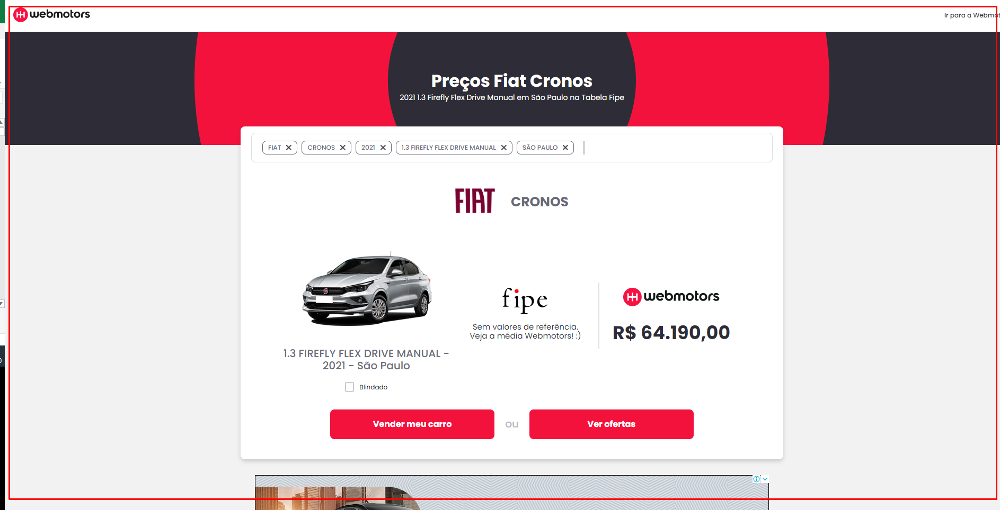 webmotors
Ir para a Webmot
Preços Fiat Cronos
2021 1.3 Firefly Flex Drive Manual em São Paulo na Tabela Fipe
FIAT CRONOS 2021 1.3 FIREFLY FLEX DRIVE MANUAL SÃO PAULO
FIAT CRONOS
fipe
webmotors
Sem valores de referência.
Veja a média Webmotors! :)
R$ 64.190,00
1.3 FIREFLY FLEX DRIVE MANUAL -
2021 - São Paulo
Blindado
Vender meu carro ou Ver ofertas